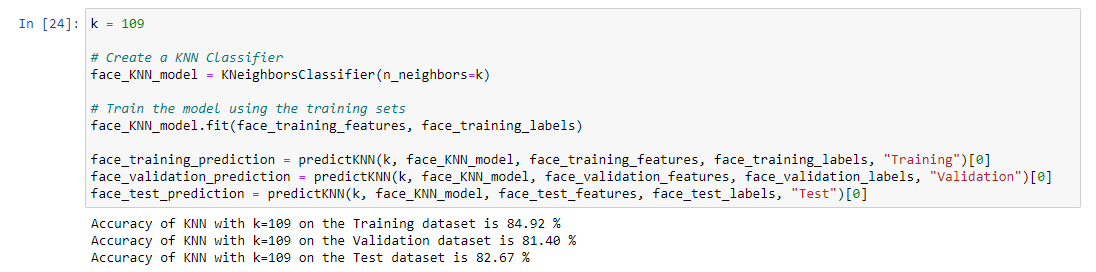 In [24]: k = 109
# Create a KNN Classifier
face_KNN_model = KNeighborsClassifier(n_neighbors=k)
# Train the model using the training sets
face_KNN_model.fit(face_training_features, face_training_labels)
face_training_prediction = predictKNN(k, face_KNN_model, face_training_features, face_training_labels, "Training")[0]
face_validation_prediction = predictKNN(k, face_KNN_model, face_validation_features, face_validation_labels, "Validation")[0]
face_test_prediction = predictKNN(k, face_KNN_model, face_test_features, face_test_labels, "Test")[0]
Accuracy of KNN with k=109 on the Training dataset is 84.92 %
Accuracy of KNN with k=109 on the Validation dataset is 81.40 %
Accuracy of KNN with k=109 on the Test dataset is 82.67 %